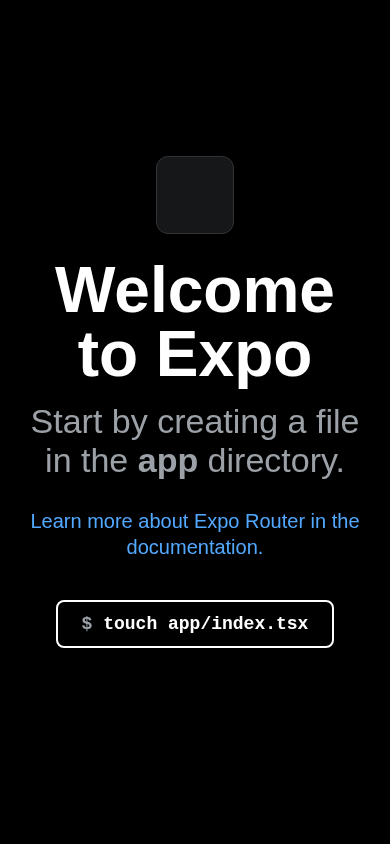 Welcome
to Expo
Start by creating a file
in the app directory.
Learn more about Expo Router in the
documentation.
$ touch app/index.tsx